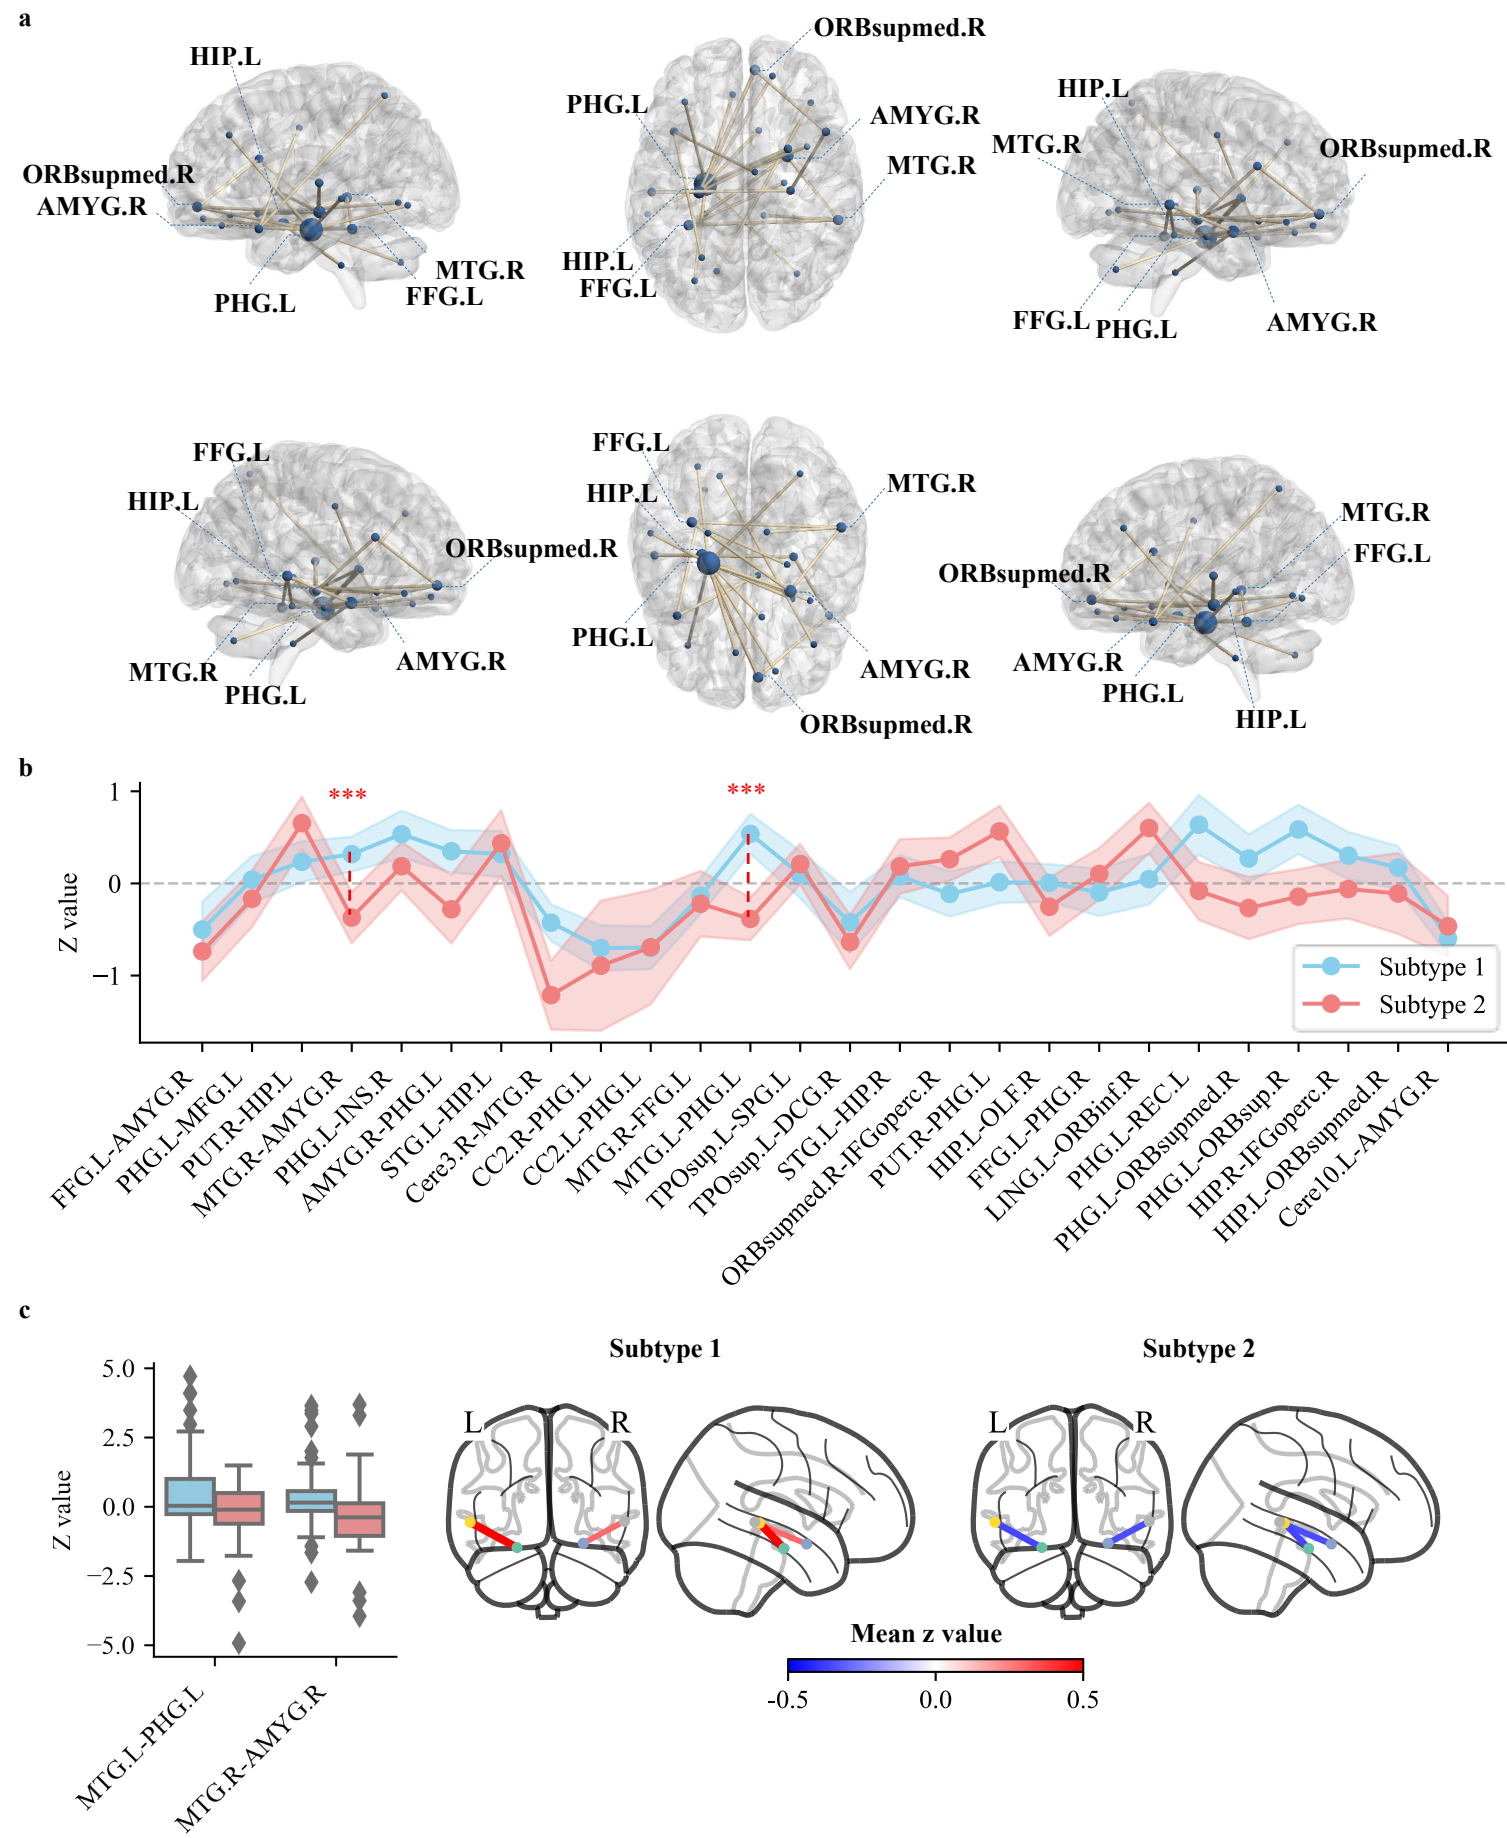 a
HIP.L
ORBsupmed.R
AMYG.R
PHG.L
MTG.R
FFG.L
ORBsupmed.R
PHG.L
AMYG.R
MTG.R
HIP.L
FFG.L
HIP.L
MTG.R
ORBsupmed.R
FFG.L
PHG.L
AMYG.R
FFG.L
HIP.L
ORBsupmed.R
MTG.R
PHG.L
AMYG.R
FFG.L
HIP.L
MTG.R
PHG.L
AMYG.R
ORBsupmed.R
MTG.R
FFG.L
ORBsupmed.R
AMYG.R
PHG.L
HIP.L
b
Z value
1
0
−1
***
***
Subtype 1
Subtype 2
FFG.L-AMYG.R
PHG.L-MFG.L
PUT.R-HIP.L
MTG.R-AMYG.R
PHG.L-INS.R
AMYG.R-PHG.L
STG.L-HIP.L
Cere3.R-MTG.R
CC2.R-PHG.L
CC2.L-PHG.L
MTG.R-FFG.L
MTG.L-PHG.L
TPOsup.L-SPG.L
TPOsup.L-DCG.R
STG.L-HIP.R
ORBsupmed.R-IFGoperc.R
PUT.R-PHG.L
HIP.L-OLF.R
FFG.L-PHG.R
LING.L-ORBinf.R
PHG.L-REC.L
PHG.L-ORBsupmed.R
PHG.L-ORBsup.R
HIP.R-IFGoperc.R
HIP.L-ORBsupmed.R
Cere10.L-AMYG.R
c
Z value
5.0
2.5
0.0
−2.5
−5.0
MTG.L-PHG.L
MTG.R-AMYG.R
Subtype 1
L
R
Subtype 2
L
R
Mean z value
-0.5
0.0
0.5